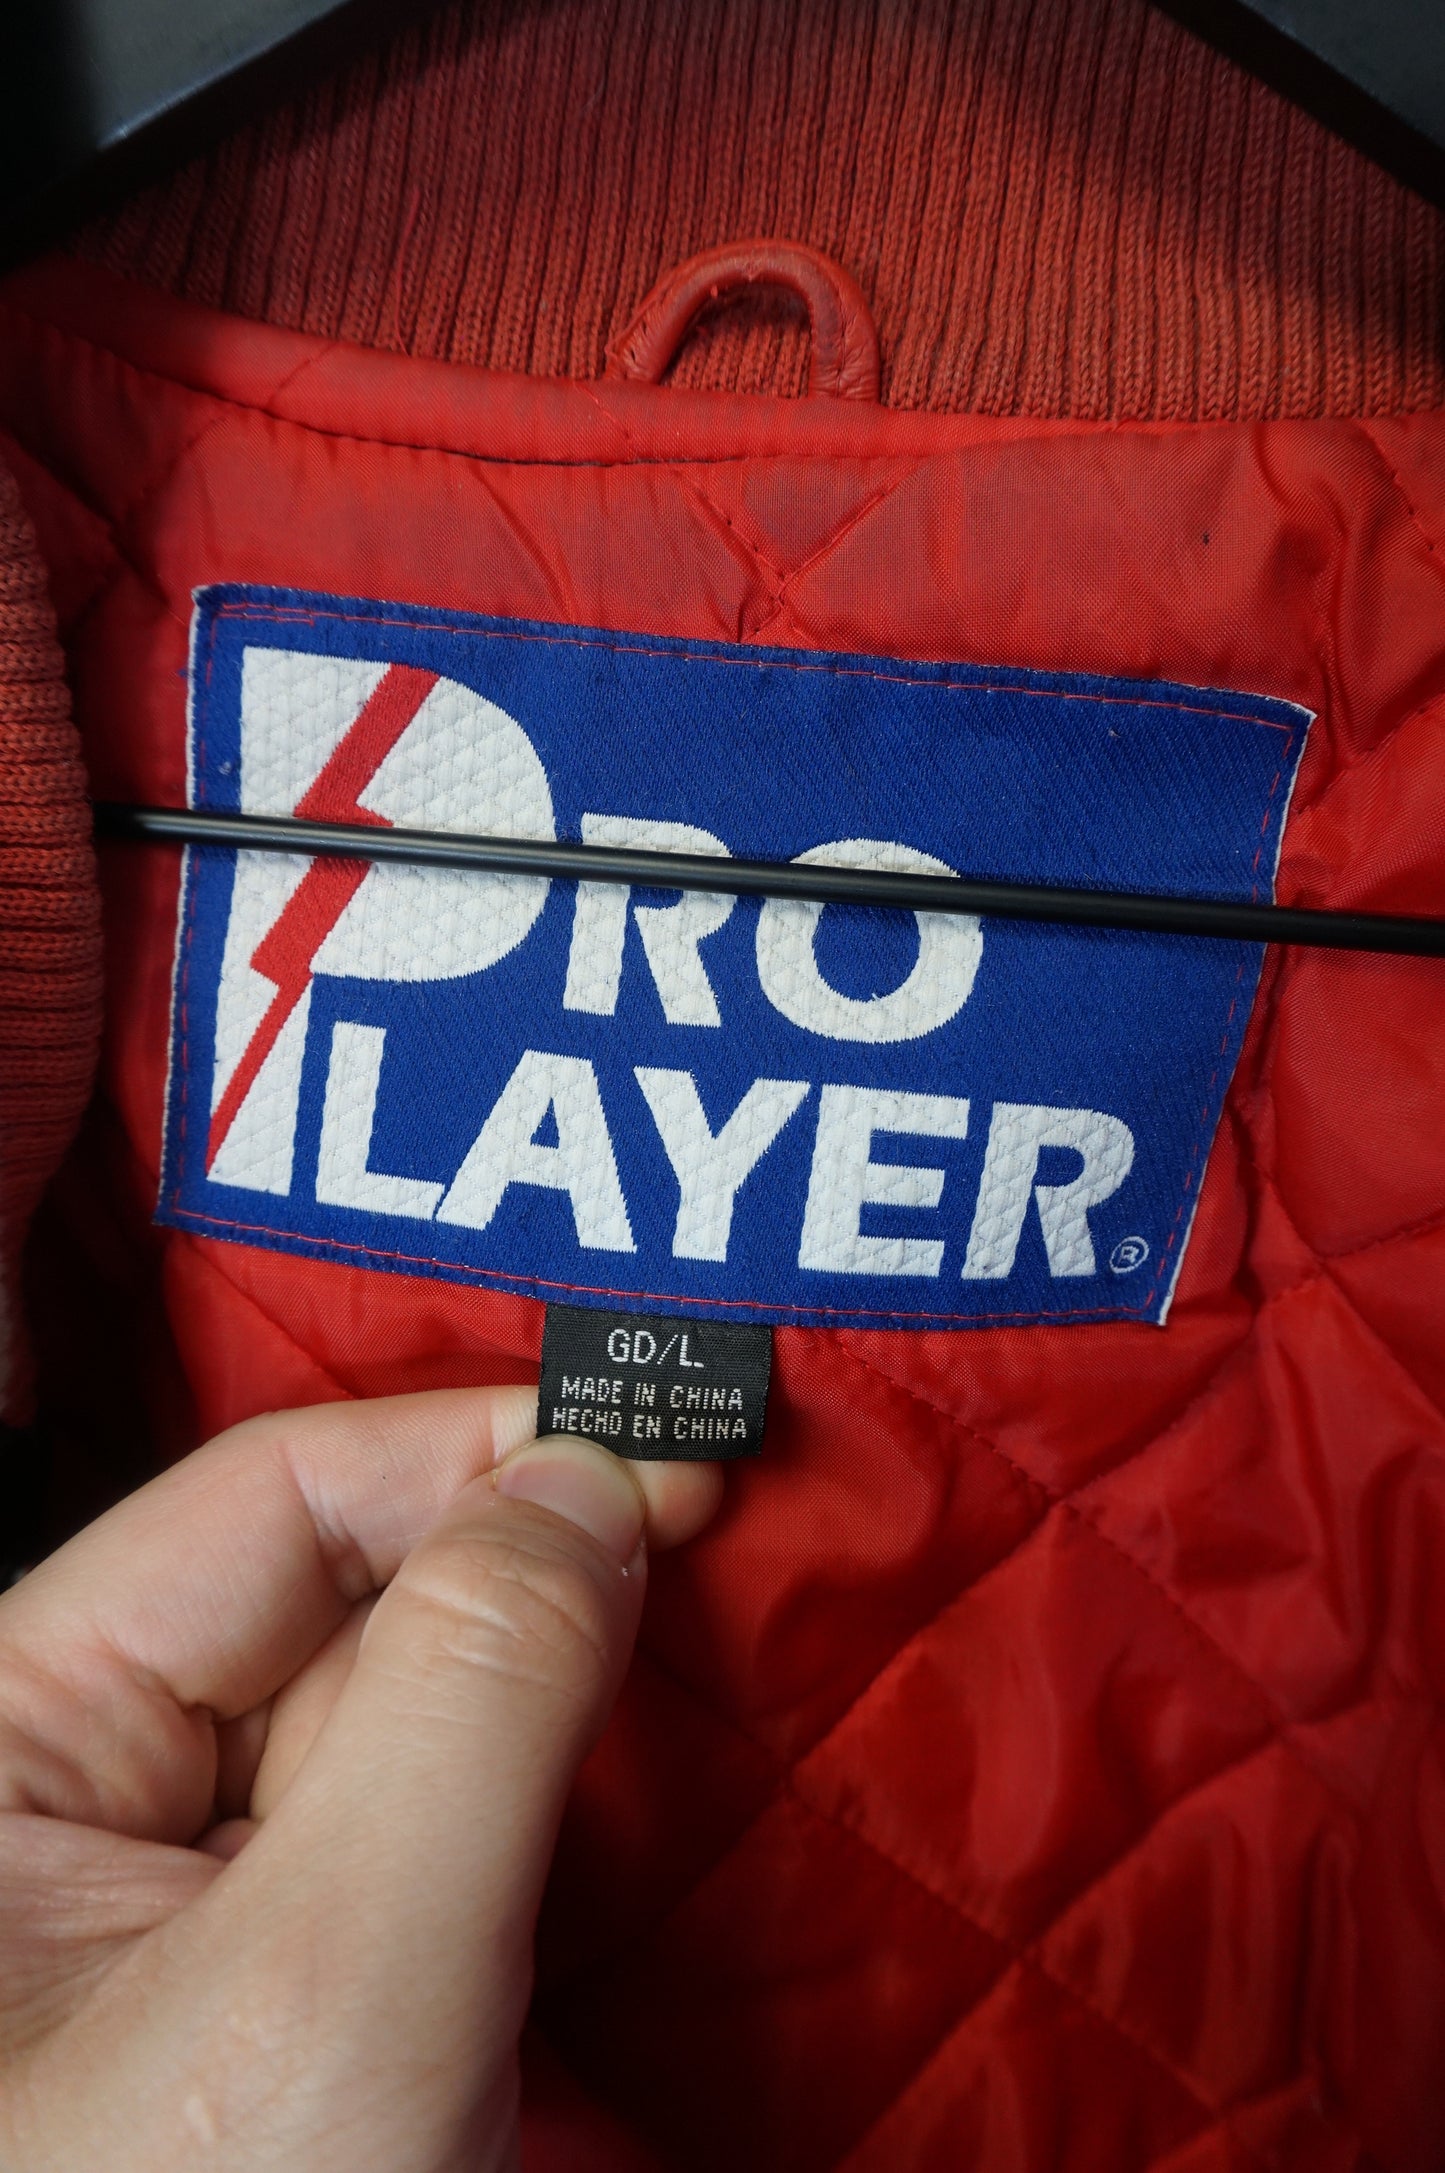 PRO
PLAYER®
GD/L
MADE IN CHINA
HECHO EN CHINA